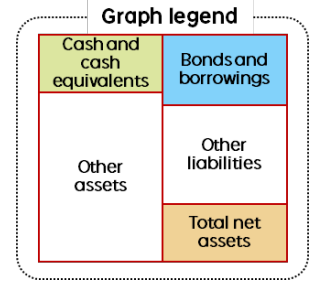 Graph legend
Cash and
cash
equivalents
Bonds and
borrowings
Other
assets
Other
liabilities
Total net
assets